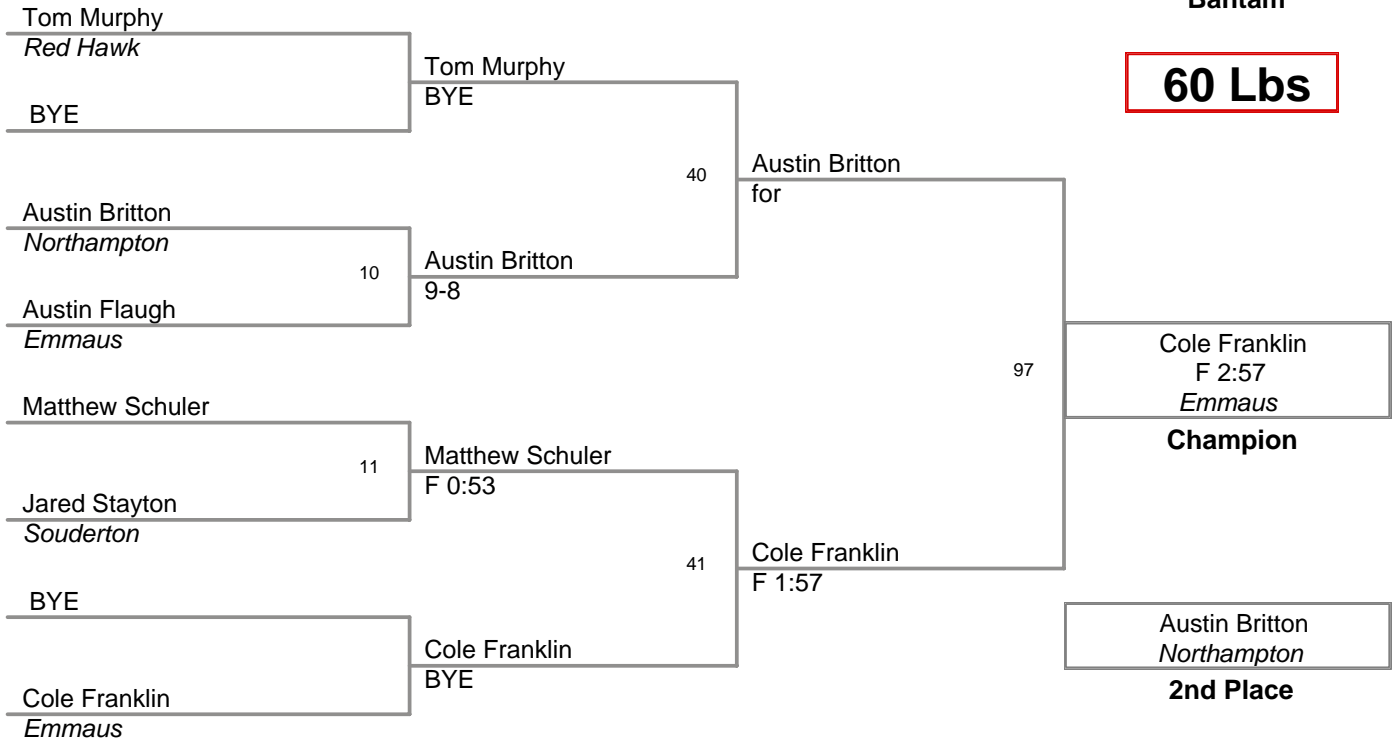 Bantam
60 Lbs
Tom Murphy
Red Hawk
BYE
Austin Britton
Northampton
10
Austin Flaugh
Emmaus
Matthew Schuler
11
Jared Stayton
Souderton
BYE
Cole Franklin
Emmaus
Tom Murphy
BYE
40
Austin Britton
9-8
Matthew Schuler
F 0:53
41
Cole Franklin
BYE
Austin Britton
for
97
Cole Franklin
F 1:57
Cole Franklin
F 2:57
Emmaus
Champion
Austin Britton
Northampton
2nd Place